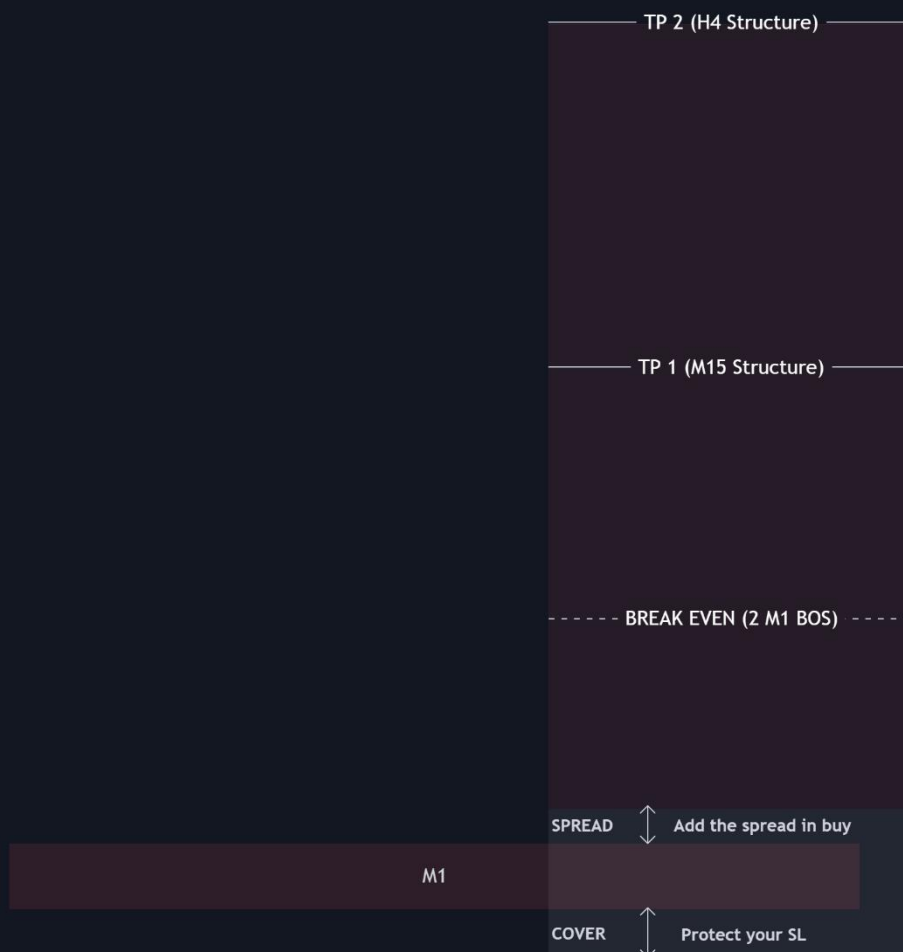 TP 2 (H4 Structure)
TP 1 (M15 Structure)
BREAK EVEN (2 M1 BOS)
SPREAD Add the spread in buy
M1
COVER Protect your SL